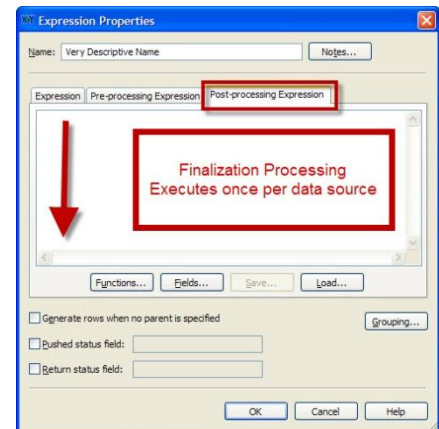 Expression Properties
Name: Very Descriptive Name Notes...
Expression Pre-processing Expression Post-processing Expression
Finalization Processing
Executes once per data source
Functions... Fields... Save... Load...
Generate rows when no parent is specified Grouping...
Pushed status field:
Return status field:
OK Cancel Help